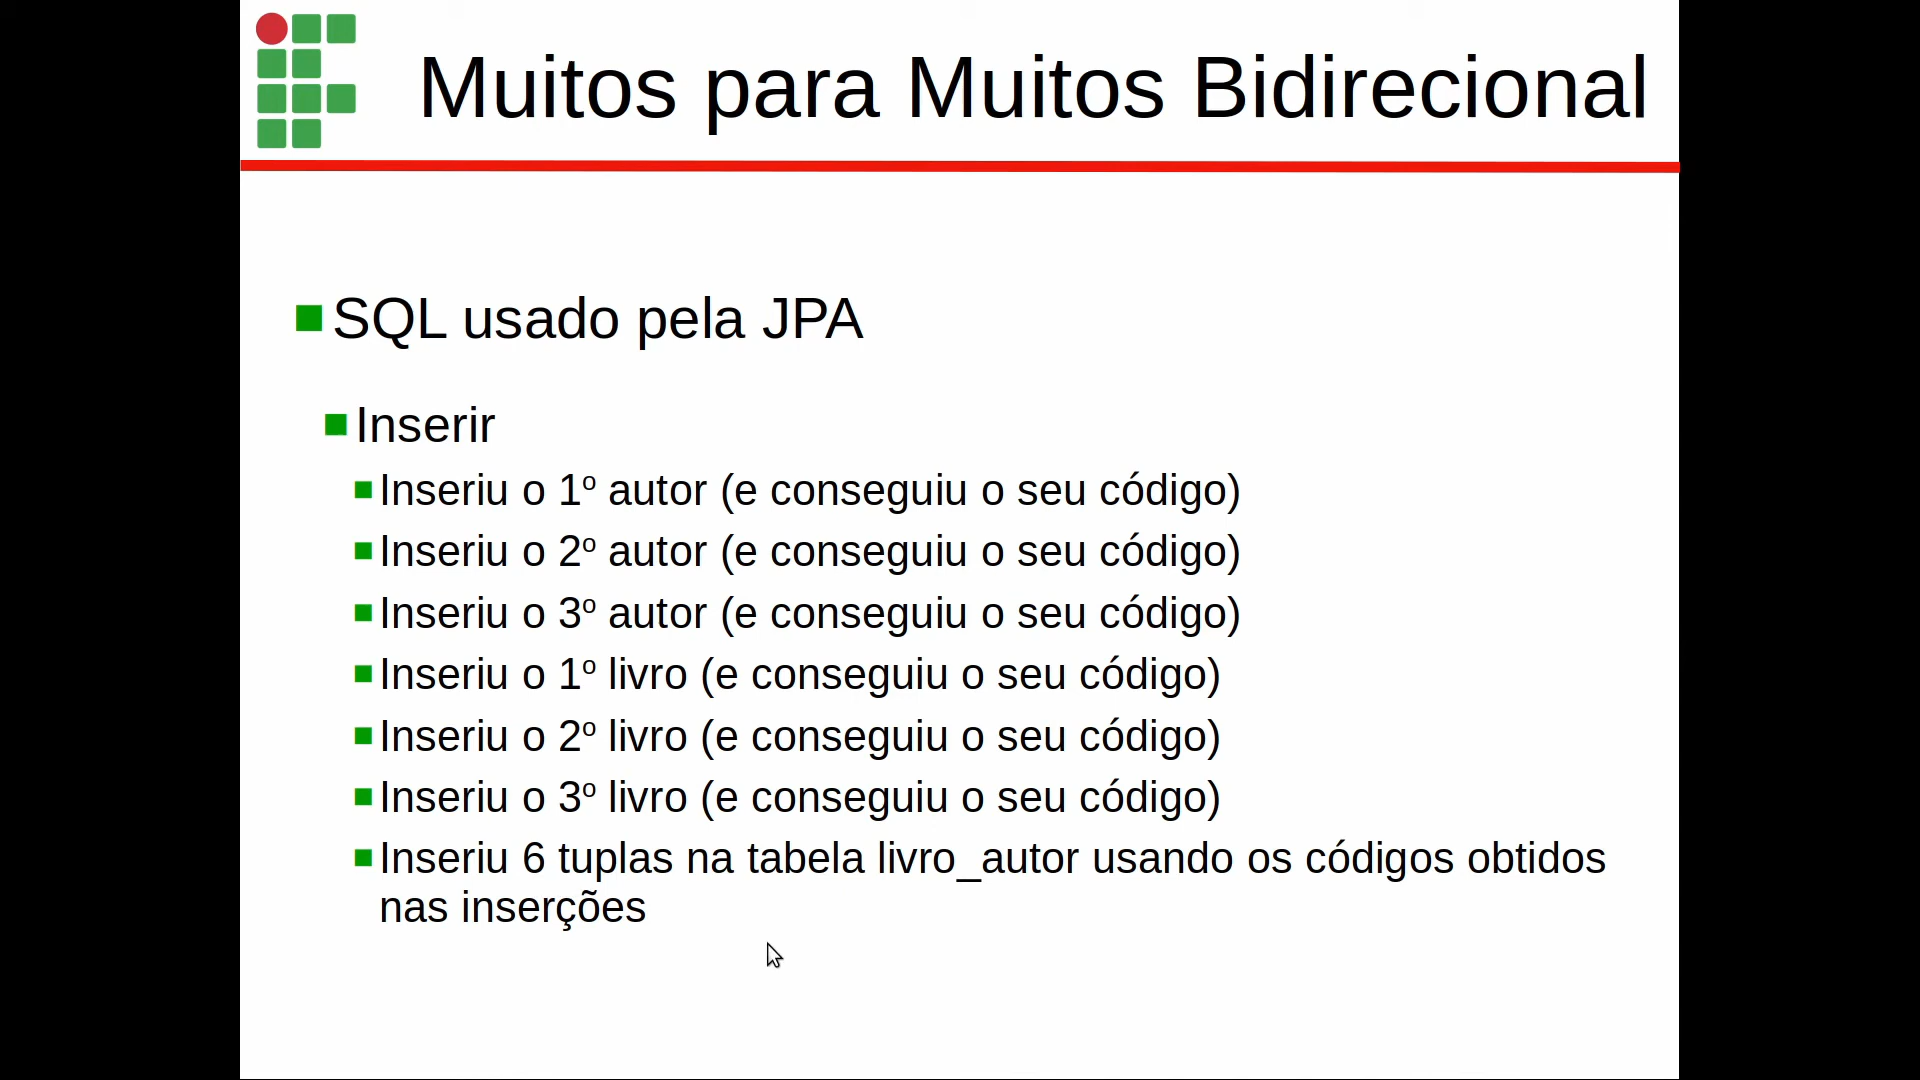 Muitos para Muitos Bidirecional
SQL usado pela JPA
Inserir
Inseriu o 1º autor (e conseguiu o seu código)
Inseriu o 2º autor (e conseguiu o seu código)
Inseriu o 3º autor (e conseguiu o seu código)
Inseriu o 1º livro (e conseguiu o seu código)
Inseriu o 2º livro (e conseguiu o seu código)
Inseriu o 3º livro (e conseguiu o seu código)
Inseriu 6 tuplas na tabela livro_autor usando os códigos obtidos
nas inserções